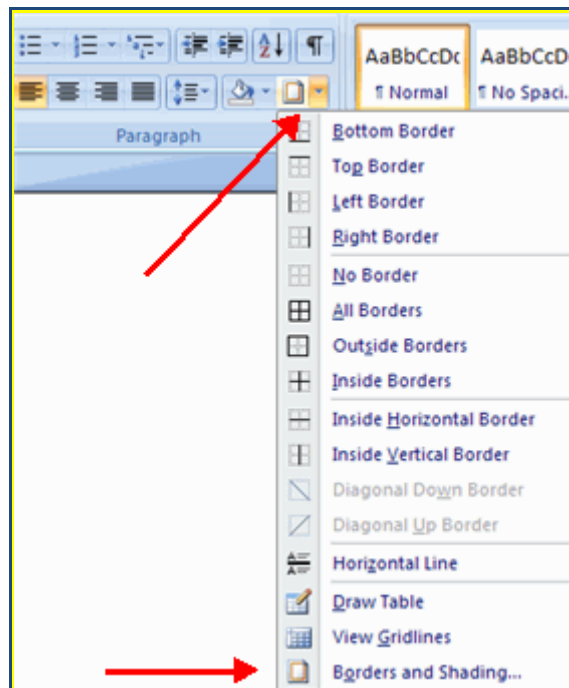 AaBbCcDc AaBbCcD
¶ Normal ¶ No Spaci...
Paragraph
Bottom Border
Top Border
Left Border
Right Border
No Border
All Borders
Outside Borders
Inside Borders
Inside Horizontal Border
Inside Vertical Border
Diagonal Down Border
Diagonal Up Border
Horizontal Line
Draw Table
View Gridlines
Borders and Shading...